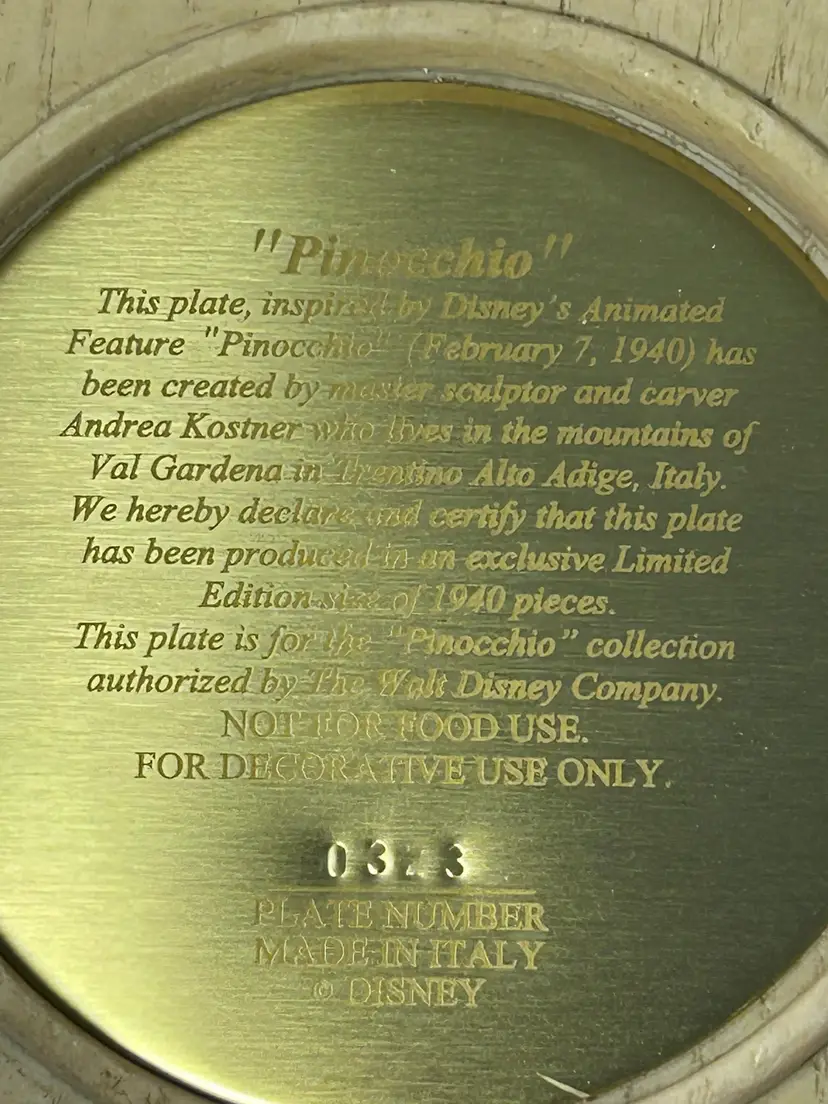 "Pinocchio"
This plate, inspired by Disney's Animated
Feature "Pinocchio" (February 7, 1940) has
been created by master sculptor and carver
Andrea Kostner who lives in the mountains of
Val Gardena in Trentino Alto Adige, Italy.
We hereby declare and certify that this plate
has been produced in an exclusive Limited
Edition size of 1940 pieces.
This plate is for the "Pinocchio" collection
authorized by The Walt Disney Company.
NOT FOR FOOD USE.
FOR DECORATIVE USE ONLY.
PLATE NUMBER
MADE IN ITALY
© DISNEY